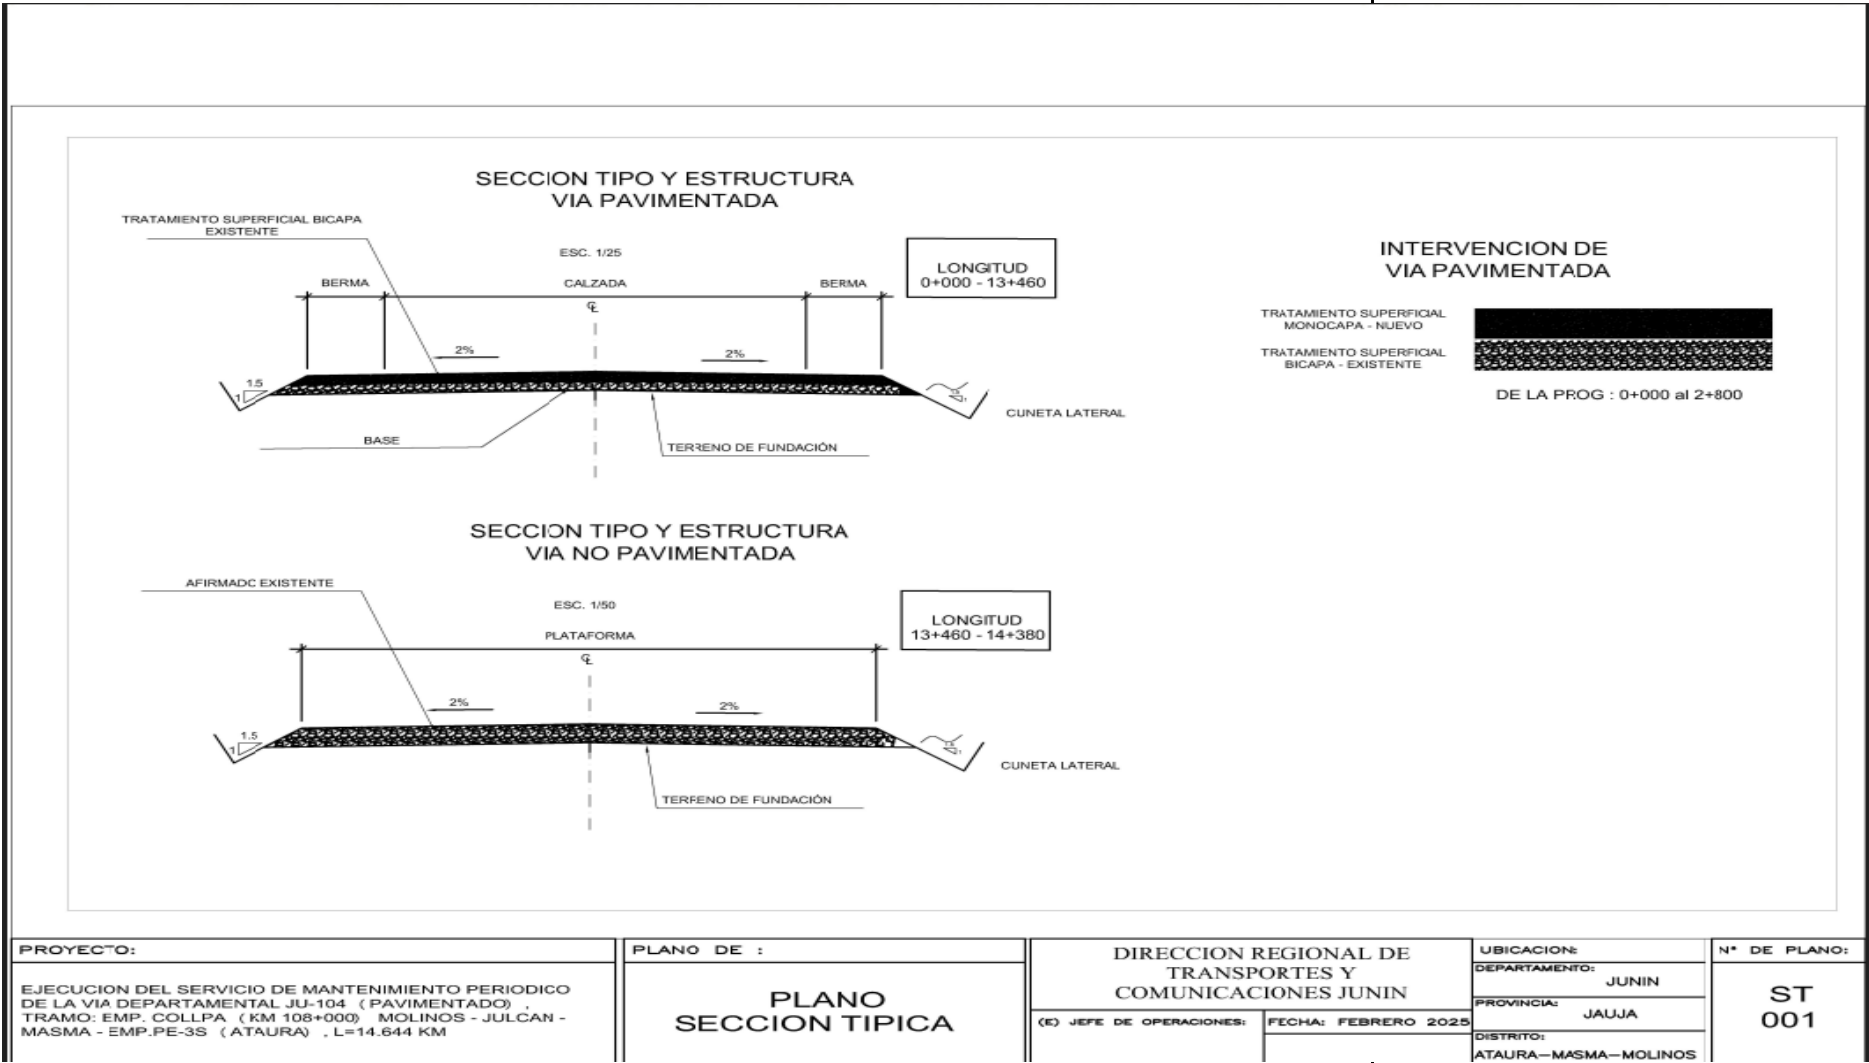 SECCION TIPO Y ESTRUCTURA
VIA PAVIMENTADA
TRATAMIENTO SUPERFICIAL BICAPA
EXISTENTE
ESC. 1/25
LONGITUD
0+000 - 13+460
BERMA
CALZADA
BERMA
2%
2%
1.5
1
CUNETA LATERAL
BASE
TERRENO DE FUNDACIÓN
INTERVENCION DE
VIA PAVIMENTADA
TRATAMIENTO SUPERFICIAL
MONOCAPA - NUEVO
TRATAMIENTO SUPERFICIAL
BICAPA - EXISTENTE
DE LA PROG : 0+000 al 2+800
SECCION TIPO Y ESTRUCTURA
VIA NO PAVIMENTADA
AFIRMADO EXISTENTE
ESC. 1/50
LONGITUD
13+460 - 14+380
PLATAFORMA
2%
2%
1.5
1
CUNETA LATERAL
TERRENO DE FUNDACIÓN
PROYECTO:
EJECUCION DEL SERVICIO DE MANTENIMIENTO PERIODICO
DE LA VIA DEPARTAMENTAL JU-104 ( PAVIMENTADO) ,
TRAMO: EMP. COLLPA ( KM 108+000) MOLINOS - JULCAN -
MASMA - EMP.PE-3S ( ATAURA) , L=14.644 KM
PLANO DE :
PLANO
SECCION TIPICA
DIRECCION REGIONAL DE
TRANSPORTES Y
COMUNICACIONES JUNIN
(E) JEFE DE OPERACIONES:
FECHA: FEBRERO 2025
UBICACION:
DEPARTAMENTO:
JUNIN
PROVINCIA:
JAUJA
DISTRITO:
ATAURA-MASMA-MOLINOS
N° DE PLANO:
ST
001